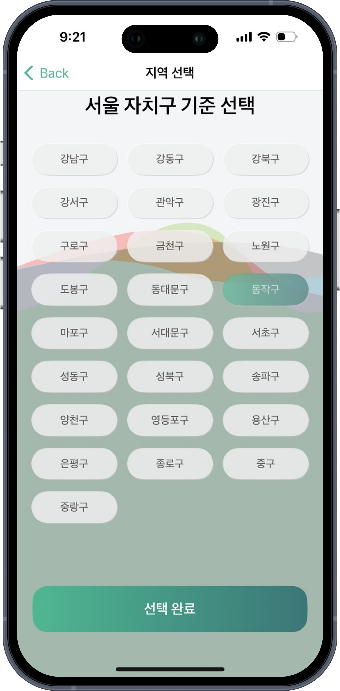 9:21
Back 지역 선택
서울 자치구 기준 선택
강남구 강동구 강북구
강서구 관악구 광진구
구로구 금천구 노원구
도봉구 동대문구 동작구
마포구 서대문구 서초구
성동구 성북구 송파구
양천구 영등포구 용산구
은평구 종로구 중구
중랑구
선택 완료